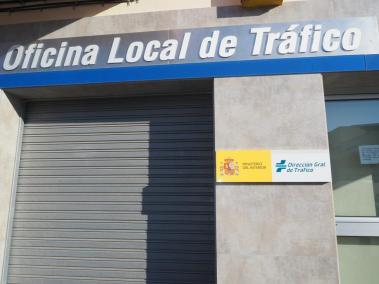 Oficina Local de Tráfico
MINISTERIO
DEL INTERIOR
Dirección Gral.
de Tráfico